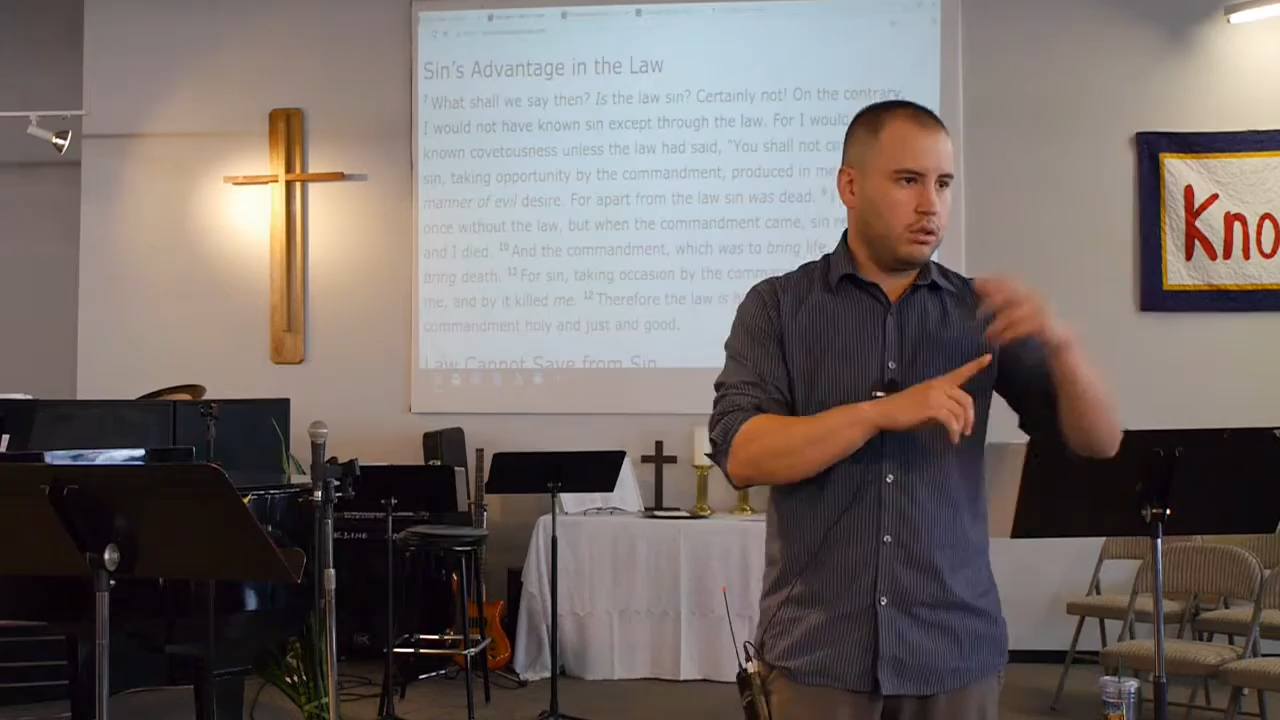 Sin's Advantage in the Law
7 What shall we say then? Is the law sin? Certainly not! On the contrary,
I would not have known sin except through the law. For I would
known covetousness unless the law had said, "You shall not
sin, taking opportunity by the commandment, produced in me
manner of evil desire. For apart from the law sin was dead. 9 I
once without the law, but when the commandment came, sin
and I died. 10 And the commandment, which was to bring life,
bring death. 11 For sin, taking occasion by the
me, and by it killed me. 12 Therefore the law is
commandment holy and just and good.
Law Cannot Save from Sin
Kno